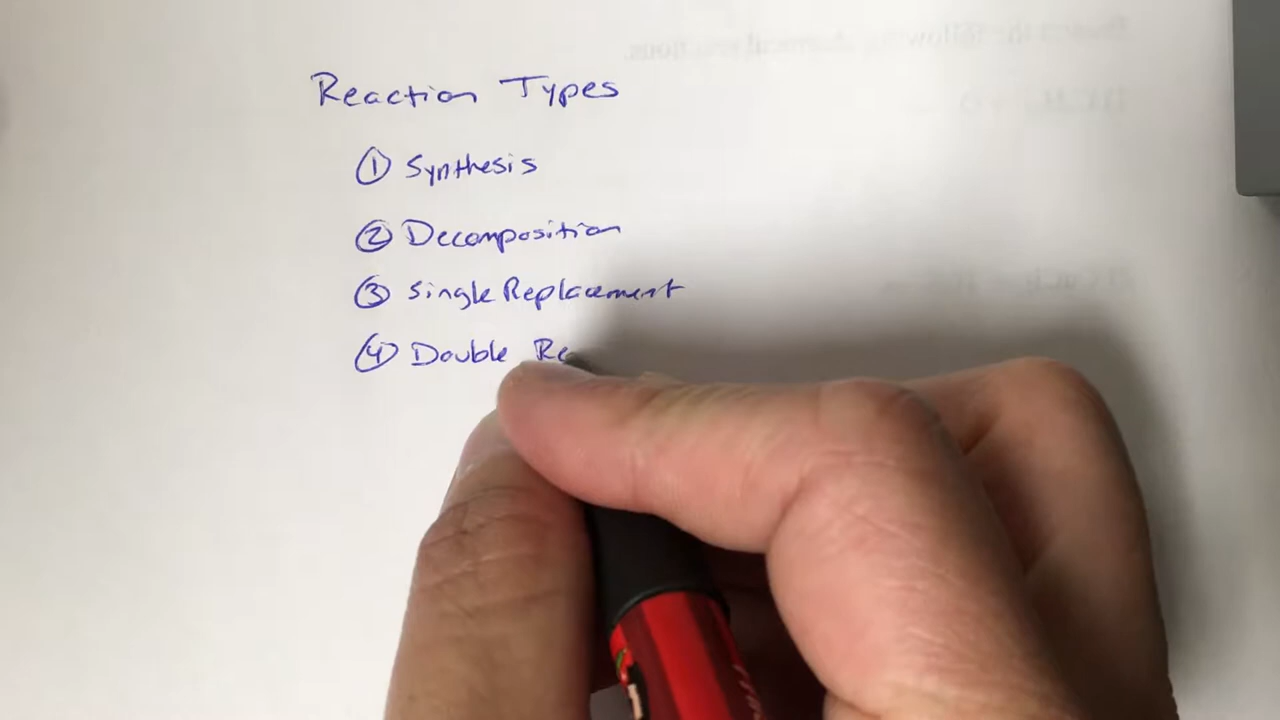 Reaction Types
① Synthesis
② Decomposition
③ Single Replacement
④ Double Re